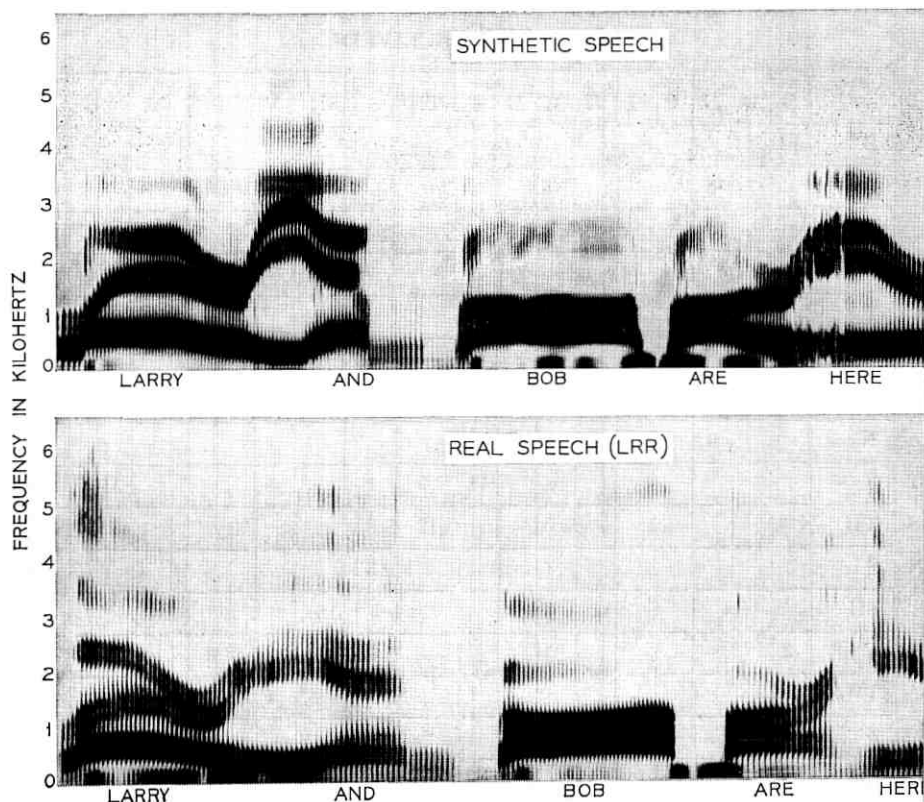 SYNTHETIC SPEECH
6
5
4
3
2
1
0
LARRY AND BOB ARE HERE
FREQUENCY IN KILOHERTZ
REAL SPEECH (LRR)
6
5
4
3
2
1
0
LARRY AND BOB ARE HER